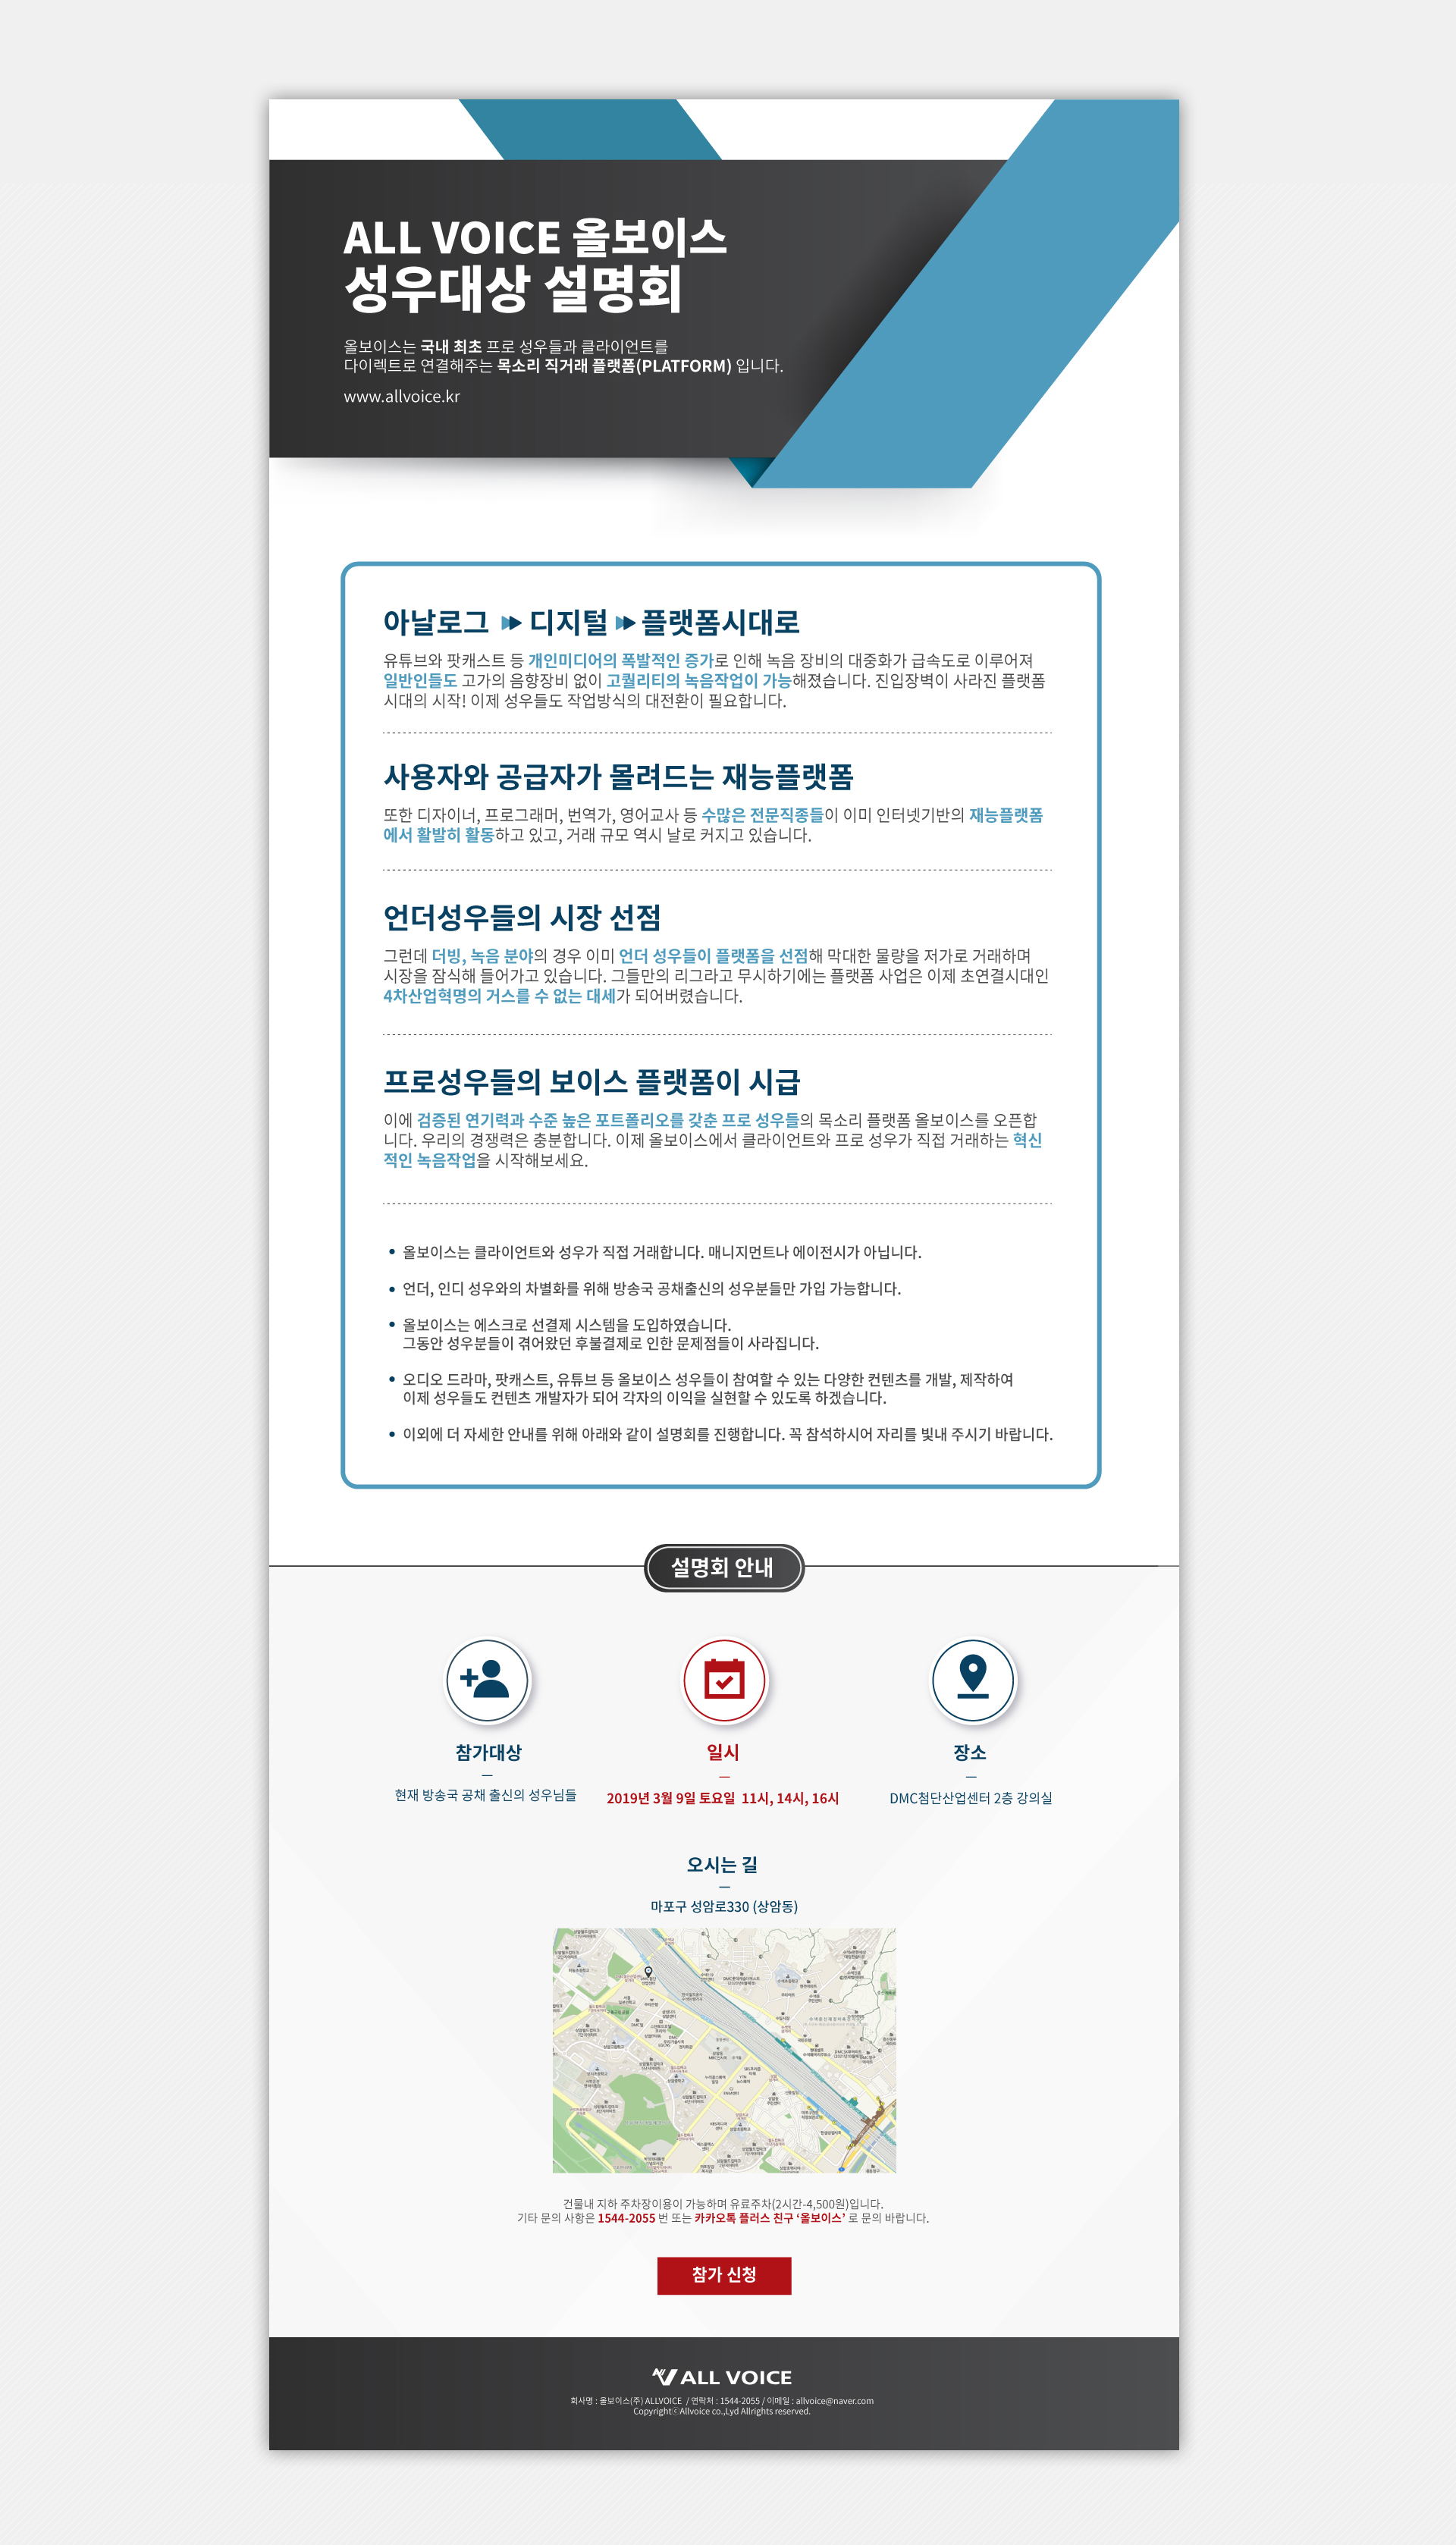 ALL VOICE 올보이스
성우대상 설명회
올보이스는 국내 최초 프로 성우들과 클라이언트를
다이렉트로 연결해주는 목소리 직거래 플랫폼(PLATFORM) 입니다.
www.allvoice.kr
아날로그 디지털 플랫폼시대로
유튜브와 팟캐스트 등 개인미디어의 폭발적인 증가로 인해 녹음 장비의 대중화가 급속도로 이루어져
일반인들도 고가의 음향장비 없이 고퀄리티의 녹음작업이 가능해졌습니다. 진입장벽이 사라진 플랫폼
시대의 시작! 이제 성우들도 작업방식의 대전환이 필요합니다.
사용자와 공급자가 몰려드는 재능플랫폼
또한 디자이너, 프로그래머, 번역가, 영어교사 등 수많은 전문직종들이 이미 인터넷기반의 재능플랫폼
에서 활발히 활동하고 있고, 거래 규모 역시 날로 커지고 있습니다.
언더성우들의 시장 선점
그런데 더빙, 녹음 분야의 경우 이미 언더 성우들이 플랫폼을 선점해 막대한 물량을 저가로 거래하며
시장을 잠식해 들어가고 있습니다. 그들만의 리그라고 무시하기에는 플랫폼 사업은 이제 초연결시대인
4차산업혁명의 거스를 수 없는 대세가 되어버렸습니다.
프로성우들의 보이스 플랫폼이 시급
이에 검증된 연기력과 수준 높은 포트폴리오를 갖춘 프로 성우들의 목소리 플랫폼 올보이스를 오픈합
니다. 우리의 경쟁력은 충분합니다. 이제 올보이스에서 클라이언트와 프로 성우가 직접 거래하는 혁신
적인 녹음작업을 시작해보세요.
• 올보이스는 클라이언트와 성우가 직접 거래합니다. 매니지먼트나 에이전시가 아닙니다.
• 언더, 인디 성우와의 차별화를 위해 방송국 공채출신의 성우분들만 가입 가능합니다.
• 올보이스는 에스크로 선결제 시스템을 도입하였습니다.
그동안 성우분들이 겪어왔던 후불결제로 인한 문제점들이 사라집니다.
• 오디오 드라마, 팟캐스트, 유튜브 등 올보이스 성우들이 참여할 수 있는 다양한 컨텐츠를 개발, 제작하여
이제 성우들도 컨텐츠 개발자가 되어 각자의 이익을 실현할 수 있도록 하겠습니다.
• 이외에 더 자세한 안내를 위해 아래와 같이 설명회를 진행합니다. 꼭 참석하시어 자리를 빛내 주시기 바랍니다.
설명회 안내
참가대상
현재 방송국 공채 출신의 성우님들
일시
2019년 3월 9일 토요일 11시, 14시, 16시
장소
DMC첨단산업센터 2층 강의실
오시는 길
마포구 성암로330 (상암동)
건물내 지하 주차장이용이 가능하며 유료주차(2시간-4,500원)입니다.
기타 문의 사항은 1544-2055 번 또는 카카오톡 플러스 친구 ‘올보이스’ 로 문의 바랍니다.
참가 신청
ALL VOICE
회사명 : 올보이스(주) ALLVOICE / 연락처 : 1544-2055 / 이메일 : allvoice@naver.com
Copyrightⓒ Allvoice co.,Lyd Allrights reserved.